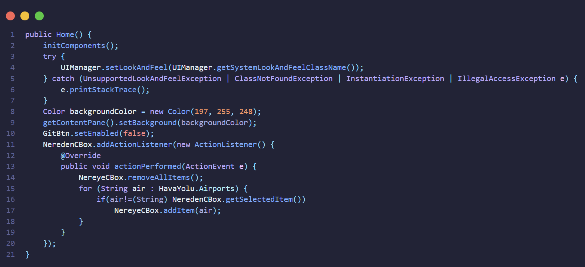 1 public Home() {
2     initComponents();
3     try {
4         UIManager.setLookAndFeel(UIManager.getSystemLookAndFeelClassName());
5     } catch (UnsupportedLookAndFeelException | ClassNotFoundException | InstantiationException | IllegalAccessException e) {
6         e.printStackTrace();
7     }
8     Color backgroundColor = new Color(197, 255, 248);
9     getContentPane().setBackground(backgroundColor);
10     GitBtn.setEnabled(false);
11     NeredenCBox.addActionListener(new ActionListener() {
12         @Override
13         public void actionPerformed(ActionEvent e) {
14             NereyeCBox.removeAllItems();
15             for (String air : HavaYolu.Airports) {
16                 if(air!=(String) NeredenCBox.getSelectedItem())
17                     NereyeCBox.addItem(air);
18             }
19         }
20     });
21 }